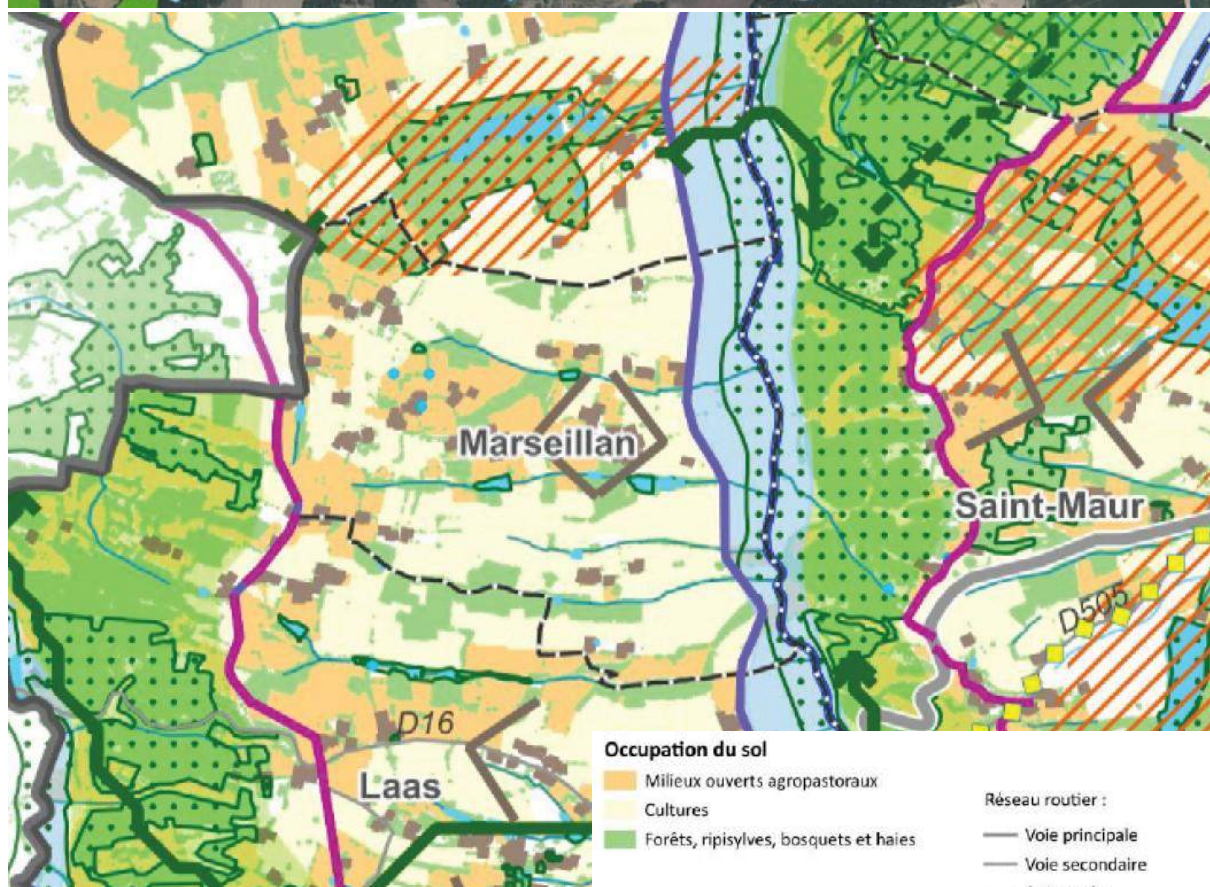 Marseillan
Saint-Maur
D505
D16
Laas
Occupation du sol
Milieux ouverts agropastoraux
Cultures
Forêts, ripisylves, bosquets et haies
Réseau routier :
Voie principale
Voie secondaire